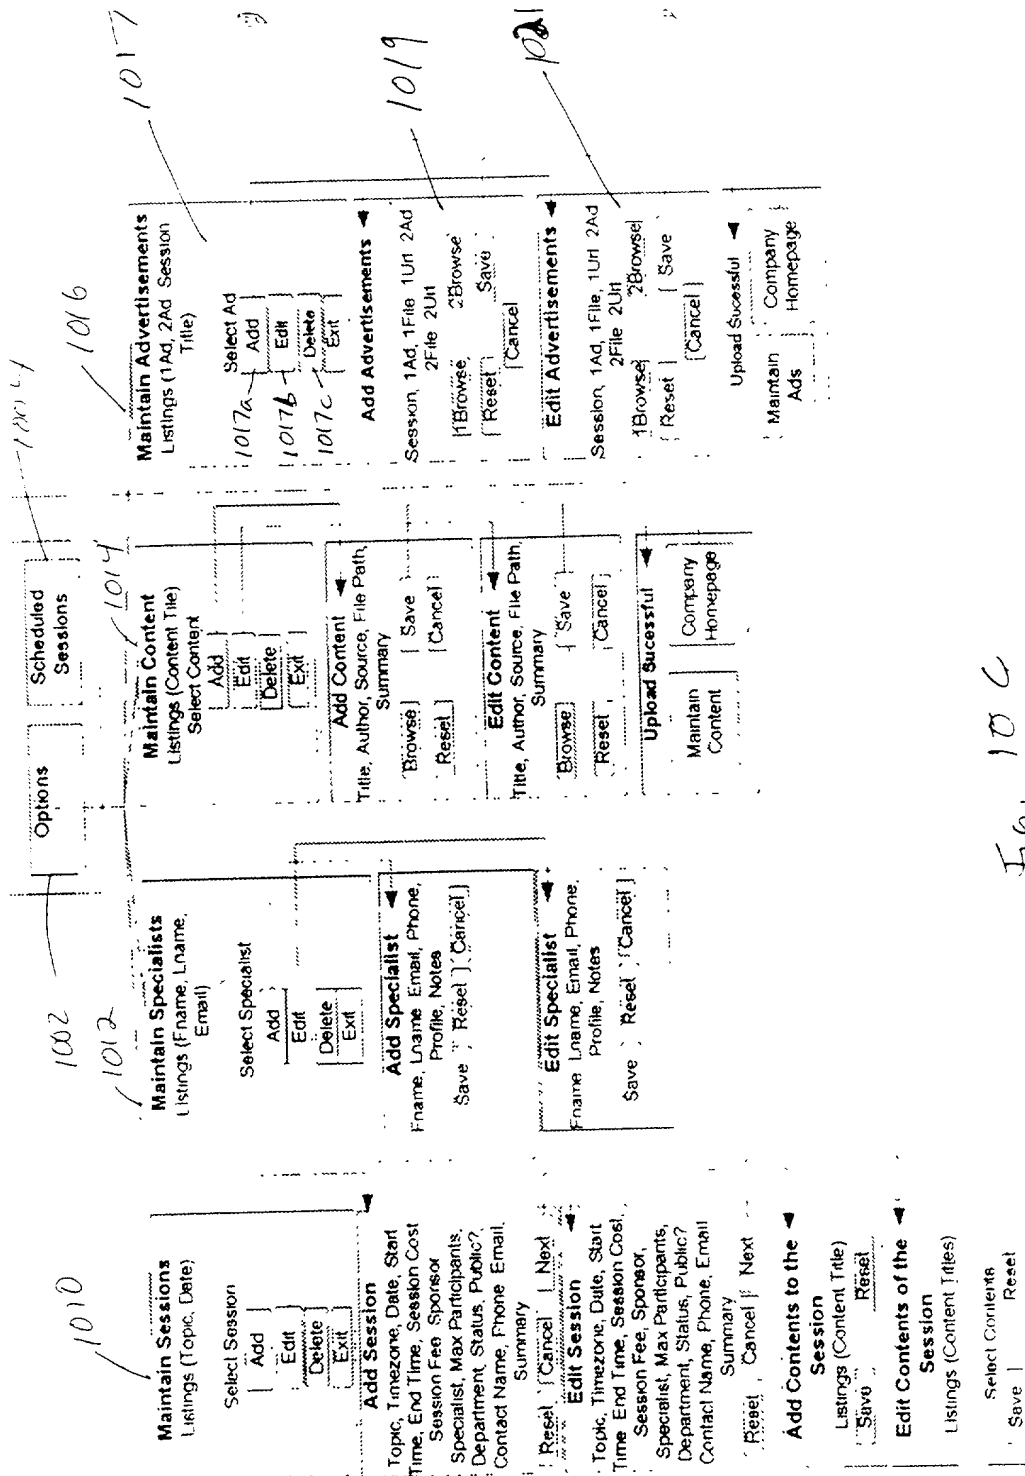 1002
Options
Scheduled
Sessions
1004
1010
Maintain Sessions
Listings (Topic, Date)
Select Session
Add
Edit
Delete
Exit
Add Session
Topic, Timezone, Date, Start
Time, End Time, Session Cost
Session Fee Sponsor
Specialist, Max Participants,
Department, Status, Public?,
Contact Name, Phone Email.
Summary
Reset Cancel Next
Edit Session
Topic, Timezone, Date, Start
Time End Time, Session Cost,
Session Fee, Sponsor,
Specialist, Max Participants,
Department, Status, Public?
Contact Name, Phone, Email
Summary
Reset Cancel Next
Add Contents to the
Session
Listings (Content Title)
Save Reset
Edit Contents of the
Session
Listings (Content Titles)
Select Contents
Save Reset
1012
Maintain Specialists
Listings (Fname, Lname,
Email)
Select Specialist
Add
Edit
Delete
Exit
Add Specialist
Fname, Lname Email, Phone,
Profile, Notes
Save Reset Cancel
Edit Specialist
Fname Lname, Email, Phone,
Profile, Notes
Save Reset Cancel
1014
Maintain Content
Listings (Content Title)
Select Content
Add
Edit
Delete
Exit
Add Content
Title, Author, Source, File Path,
Summary
Browse Save
Reset Cancel
Edit Content
Title, Author, Source, File Path,
Summary
Browse Save
Reset Cancel
Upload Sucessful
Maintain
Content
Company
Homepage
1016
1017
Maintain Advertisements
Listings (1Ad, 2Ad Session
Title)
Select Ad
1017a Add
1017b Edit
1017c Delete
Exit
Add Advertisements
1019
Session, 1Ad, 1File 1Url 2Ad
2File 2Url
1Browse 2Browse
Reset Save
Cancel
Edit Advertisements
1021
Session, 1Ad, 1File, 1Url 2Ad
2File 2Url
1Browse 2Browse
Reset Save
Cancel
Upload Sucessful
Maintain
Ads
Company
Homepage
10 C